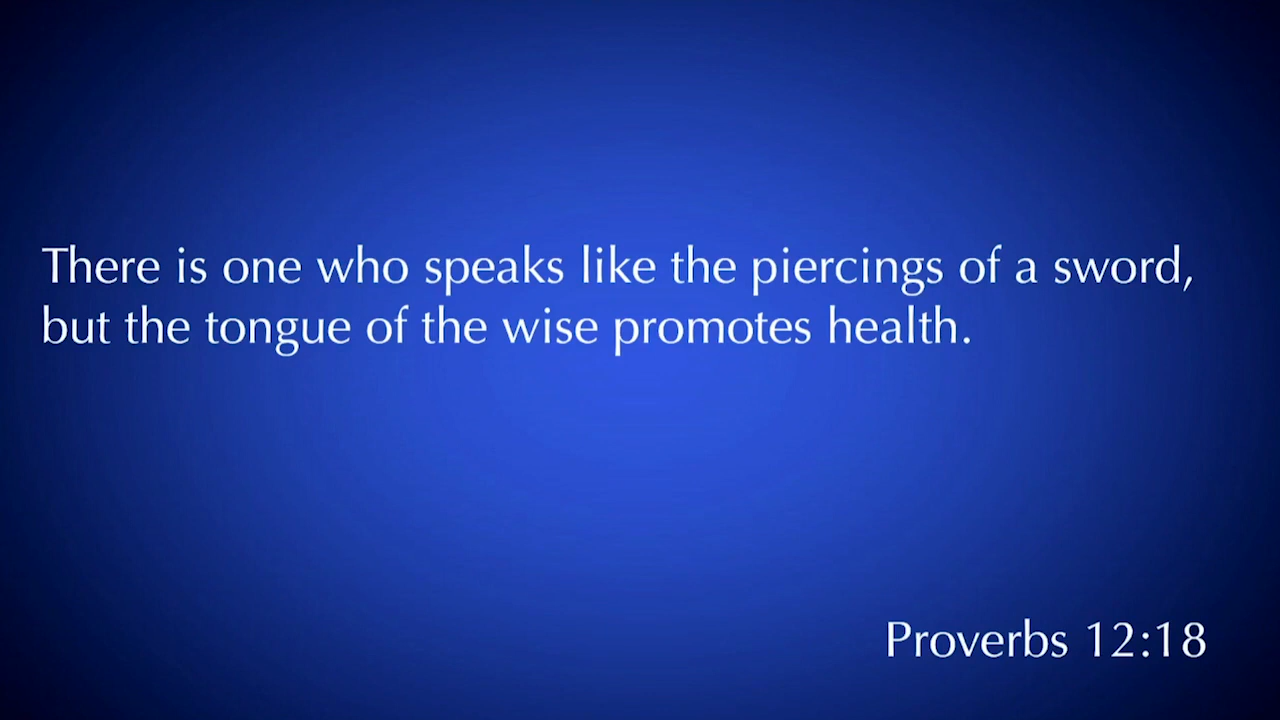 There is one who speaks like the piercings of a sword,
but the tongue of the wise promotes health.
Proverbs 12:18